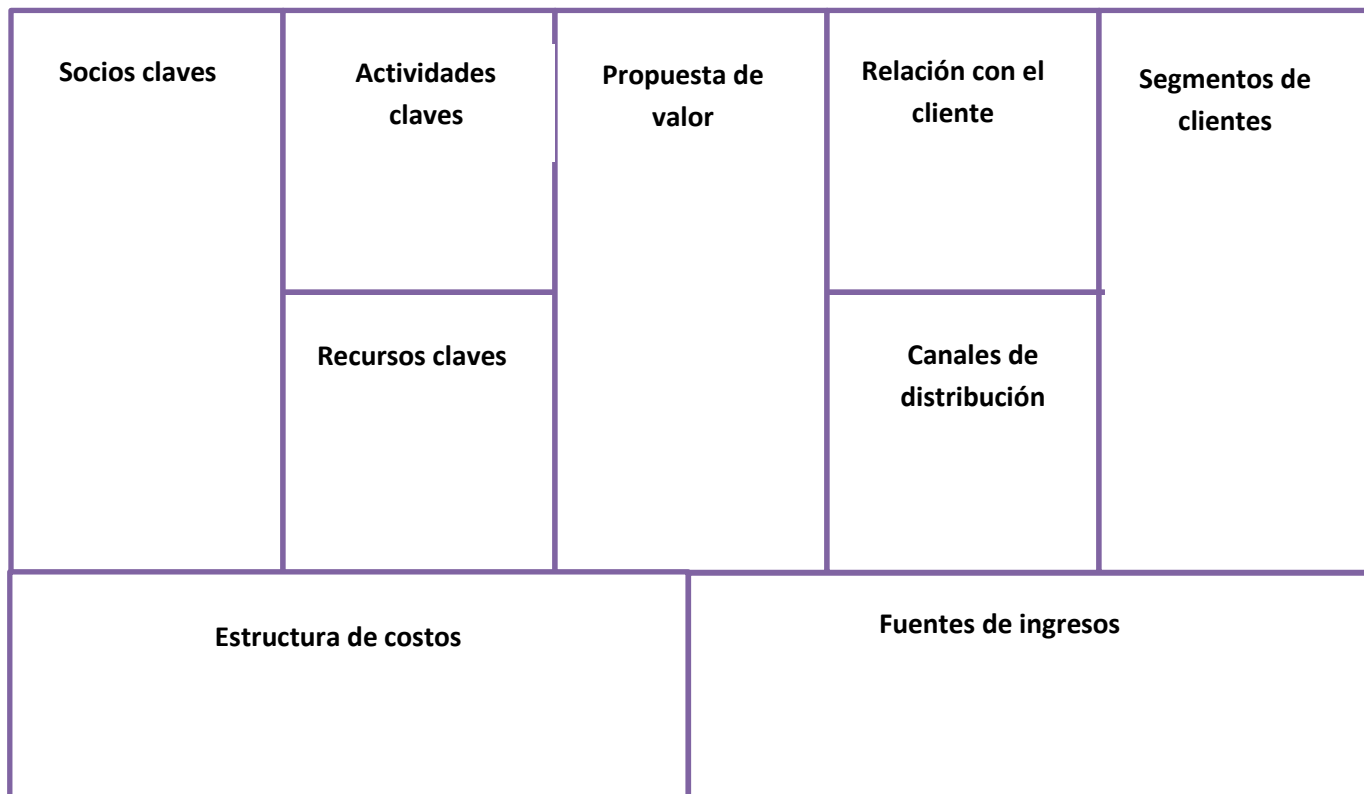 Socios claves
Actividades
claves
Propuesta de
valor
Relación con el
cliente
Segmentos de
clientes
Recursos claves
Canales de
distribución
Estructura de costos
Fuentes de ingresos